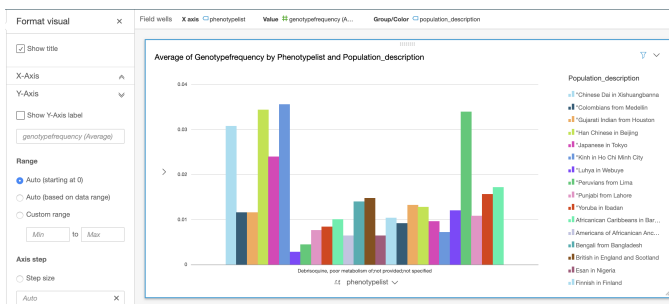 Format visual ×
Field wells X axis phenotypelist Value genotypefrequency (A... Group/Color population_description
Show title
X-Axis
Y-Axis
Show Y-Axis label
genotypefrequency (Average)
Range
Auto (starting at 0)
Auto (based on data range)
Custom range
Min to Max
Axis step
Step size
Auto ×
Average of Genotypefrequency by Phenotypelist and Population_description
0.04
0.03
0.02
0.01
0
Debrisoquine, poor metabolism of;not provided;not specified
phenotypelist
Population_description
"Chinese Dai in Xishuangbanna
"Colombians from Medellin
"Gujarati Indian from Houston
"Han Chinese in Beijing
"Japanese in Tokyo
"Kinh in Ho Chi Minh City
"Luhya in Webuye
"Peruvians from Lima
"Punjabi from Lahore
"Yoruba in Ibadan
Africanican Caribbeans in Bar...
Americans of Africanican Anc...
Bengali from Bangladesh
British in England and Scotland
Esan in Nigeria
Finnish in Finland